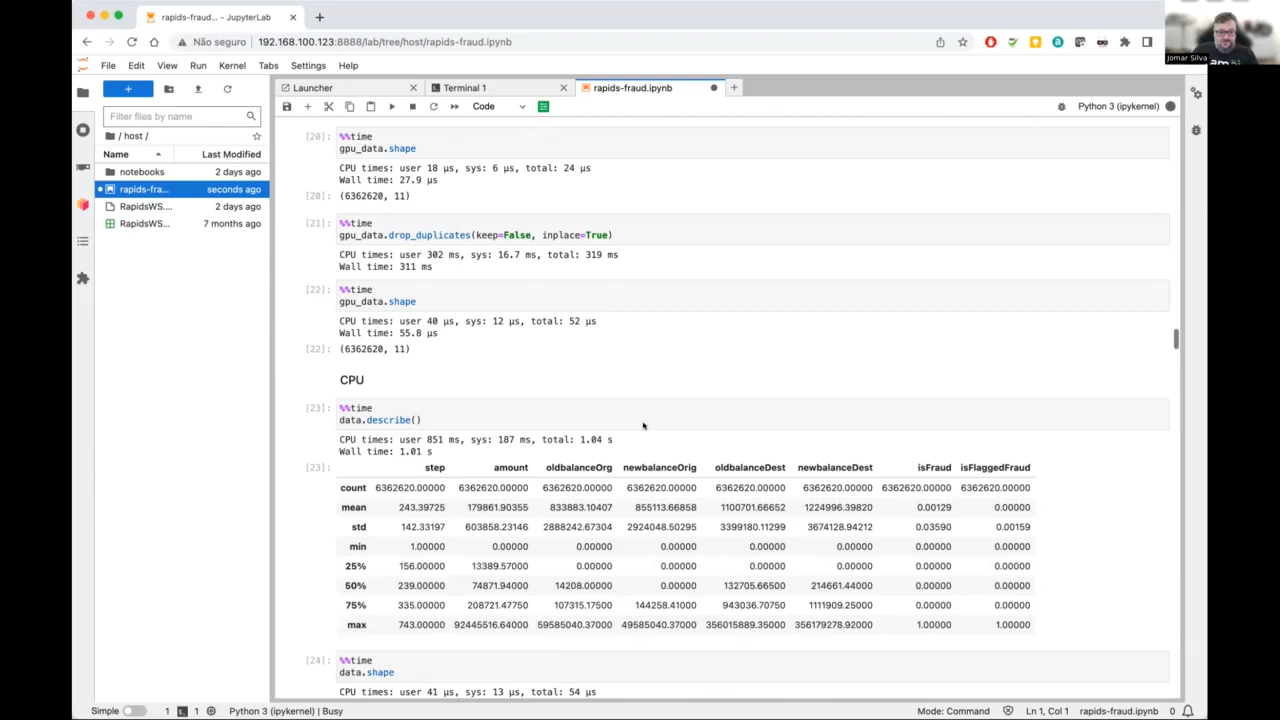 rapids-fraud... - JupyterLab
Não seguro
192.168.100.123:8888/lab/tree/host/rapids-fraud.ipynb
Jomar Silva
File Edit View Run Kernel Tabs Settings Help
Filter files by name
/ host /
Name Last Modified
notebooks 2 days ago
rapids-fra... seconds ago
RapidsWS.... 2 days ago
RapidsWS... 7 months ago
Launcher
Terminal 1
rapids-fraud.ipynb
Code
Python 3 (ipykernel)
[20]: %%time
gpu_data.shape
CPU times: user 18 µs, sys: 6 µs, total: 24 µs
Wall time: 27.9 µs
[20]: (6362620, 11)
[21]: %%time
gpu_data.drop_duplicates(keep=False, inplace=True)
CPU times: user 302 ms, sys: 16.7 ms, total: 319 ms
Wall time: 311 ms
[22]: %%time
gpu_data.shape
CPU times: user 40 µs, sys: 12 µs, total: 52 µs
Wall time: 55.8 µs
[22]: (6362620, 11)
CPU
[23]: %%time
data.describe()
CPU times: user 851 ms, sys: 187 ms, total: 1.04 s
Wall time: 1.01 s
[23]: step amount oldbalanceOrg newbalanceOrig oldbalanceDest newbalanceDest isFraud isFlaggedFraud
count 6362620.00000 6362620.00000 6362620.00000 6362620.00000 6362620.00000 6362620.00000 6362620.00000 6362620.00000
mean 243.39725 179861.90355 833883.10407 855113.66858 1100701.66652 1224996.39820 0.00129 0.00000
std 142.33197 603858.23146 2888242.67304 2924048.50295 3399180.11299 3674128.94212 0.03590 0.00159
min 1.00000 0.00000 0.00000 0.00000 0.00000 0.00000 0.00000 0.00000
25% 156.00000 13389.57000 0.00000 0.00000 0.00000 0.00000 0.00000 0.00000
50% 239.00000 74871.94000 14208.00000 0.00000 132705.66500 214661.44000 0.00000 0.00000
75% 335.00000 208721.47750 107315.17500 144258.41000 943036.70750 1111909.25000 0.00000 0.00000
max 743.00000 92445516.64000 59585040.37000 49585040.37000 356015889.35000 356179278.92000 1.00000 1.00000
[24]: %%time
data.shape
CPU times: user 41 µs, sys: 13 µs, total: 54 µs
Simple 1 1 Python 3 (ipykernel) | Busy
Mode: Command Ln 1, Col 1 rapids-fraud.ipynb 0